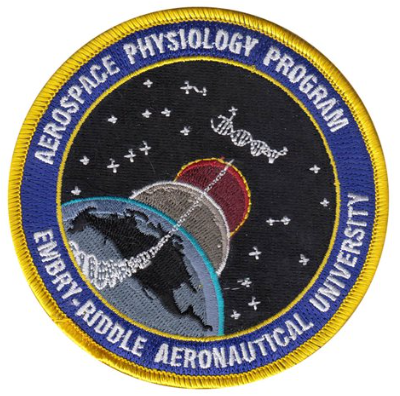 AEROSPACE PHYSIOLOGY PROGRAM
EMBRY-RIDDLE AERONAUTICAL UNIVERSITY